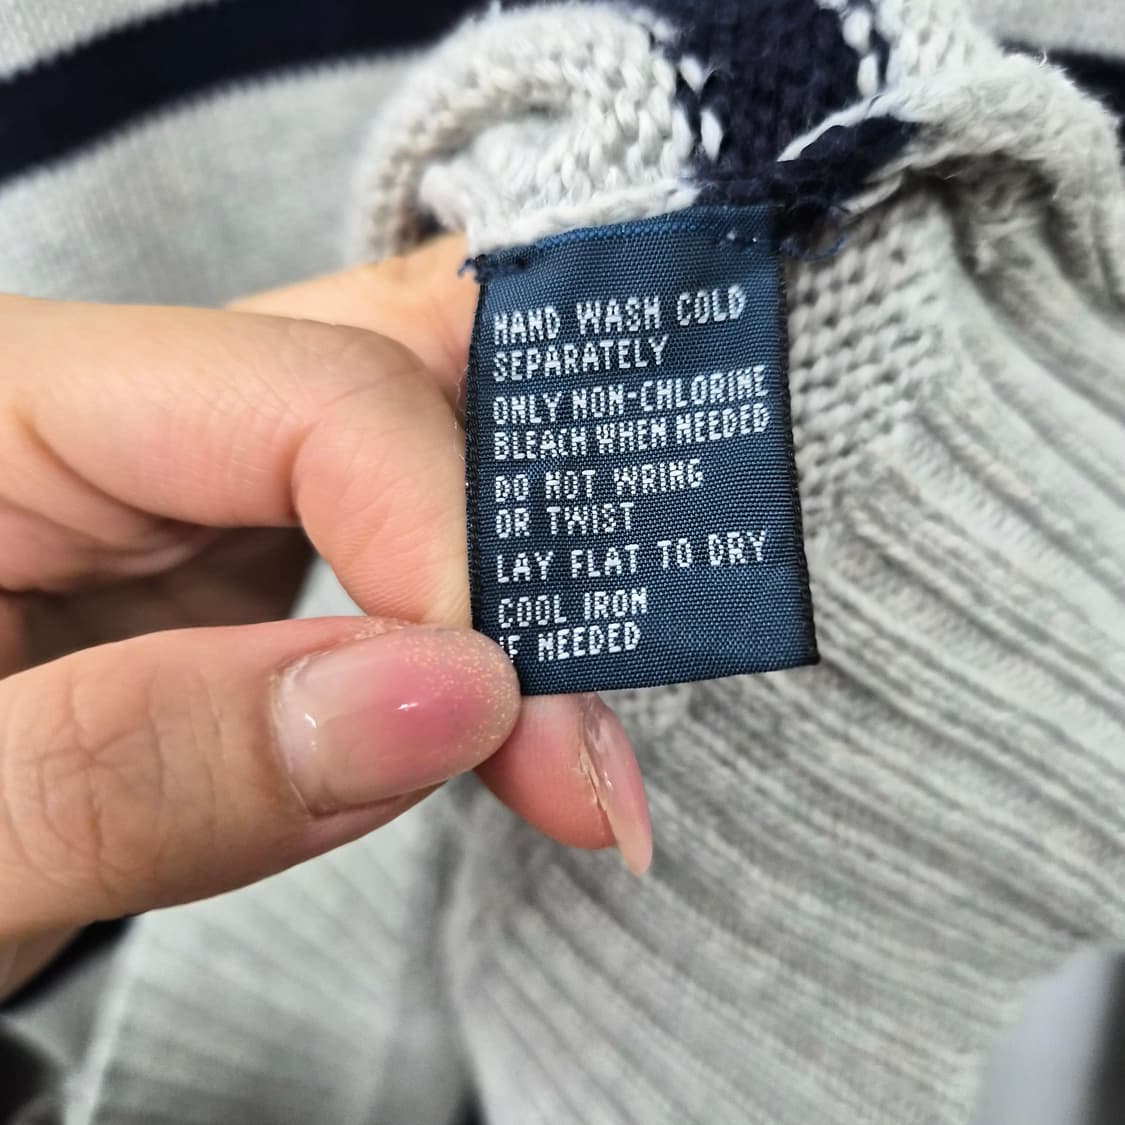 HAND WASH COLD
SEPARATELY
ONLY NON-CHLORINE
BLEACH WHEN NEEDED
DO NOT WRING
OR TWIST
LAY FLAT TO DRY
COOL IRON
IF NEEDED